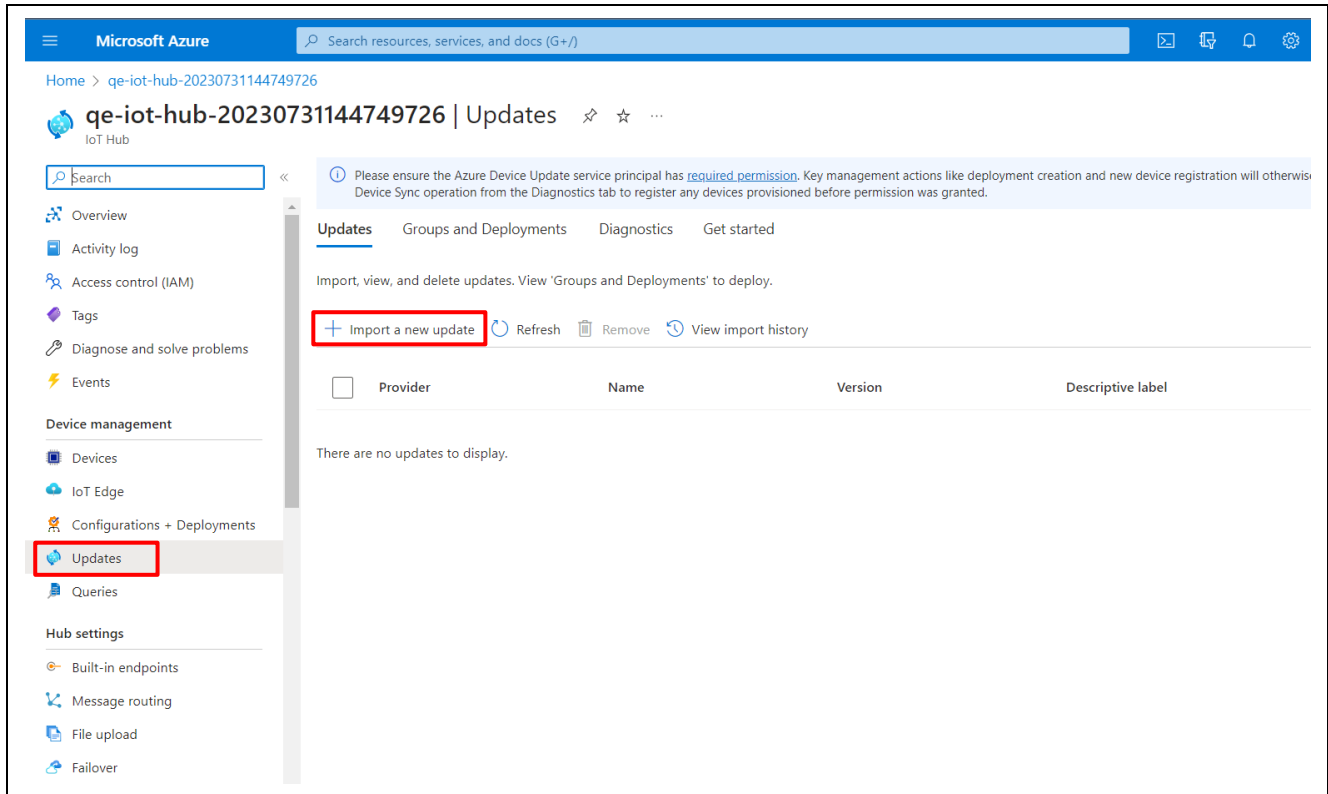 Microsoft Azure
Search resources, services, and docs (G+/)
Home > qe-iot-hub-20230731144749726
qe-iot-hub-20230731144749726 | Updates
IoT Hub
Search
Overview
Activity log
Access control (IAM)
Tags
Diagnose and solve problems
Events
Device management
Devices
IoT Edge
Configurations + Deployments
Updates
Queries
Hub settings
Built-in endpoints
Message routing
File upload
Failover
Please ensure the Azure Device Update service principal has required permission. Key management actions like deployment creation and new device registration will otherwis
Device Sync operation from the Diagnostics tab to register any devices provisioned before permission was granted.
Updates Groups and Deployments Diagnostics Get started
Import, view, and delete updates. View 'Groups and Deployments' to deploy.
Import a new update Refresh Remove View import history
Provider Name Version Descriptive label
There are no updates to display.